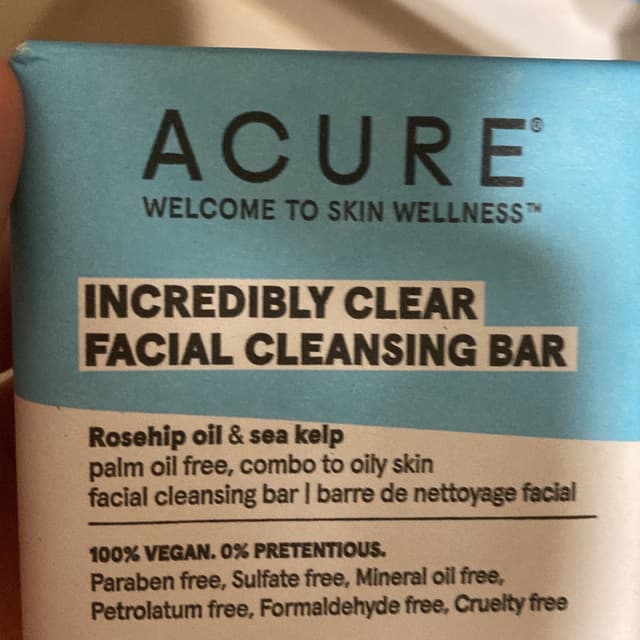 ACURE®
WELCOME TO SKIN WELLNESS™
INCREDIBLY CLEAR
FACIAL CLEANSING BAR
Rosehip oil & sea kelp
palm oil free, combo to oily skin
facial cleansing bar | barre de nettoyage facial
100% VEGAN. 0% PRETENTIOUS.
Paraben free, Sulfate free, Mineral oil free,
Petrolatum free, Formaldehyde free, Cruelty free